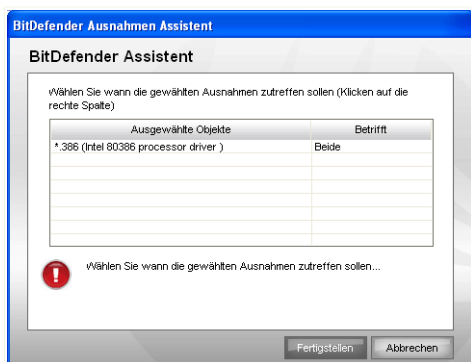 BitDefender Ausnahmen Assistent
BitDefender Assistent
Wählen Sie wann die gewählten Ausnahmen zutreffen sollen (Klicken auf die
rechte Spalte)
Ausgewählte Objekte Betrifft
*.386 (Intel 80386 processor driver ) Beide
Wählen Sie wann die gewählten Ausnahmen zutreffen sollen...
Fertigstellen Abbrechen